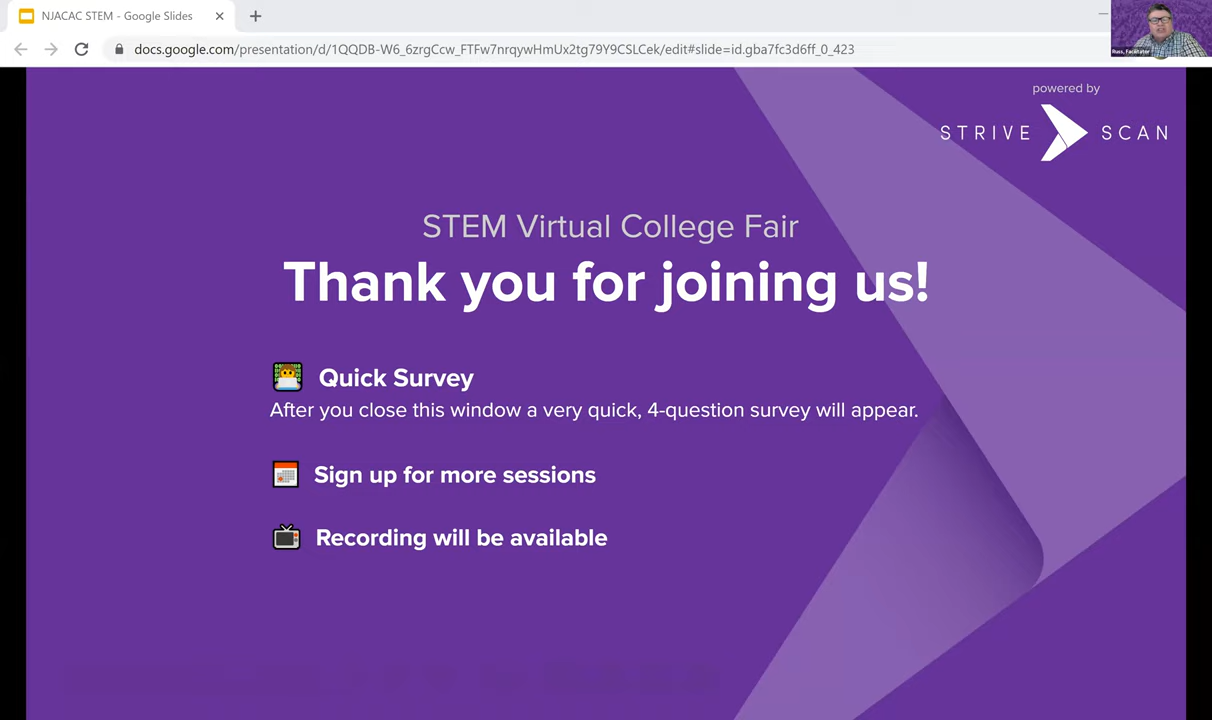 NJACAC STEM - Google Slides
docs.google.com/presentation/d/1QQDB-W6_6zrgCcw_FTFw7nrqywHmUx2tg79Y9CSLCek/edit#slide=id.gba7fc3d6ff_0_423
Russ, Facilitator
powered by
STRIVE SCAN
STEM Virtual College Fair
Thank you for joining us!
Quick Survey
After you close this window a very quick, 4-question survey will appear.
Sign up for more sessions
Recording will be available